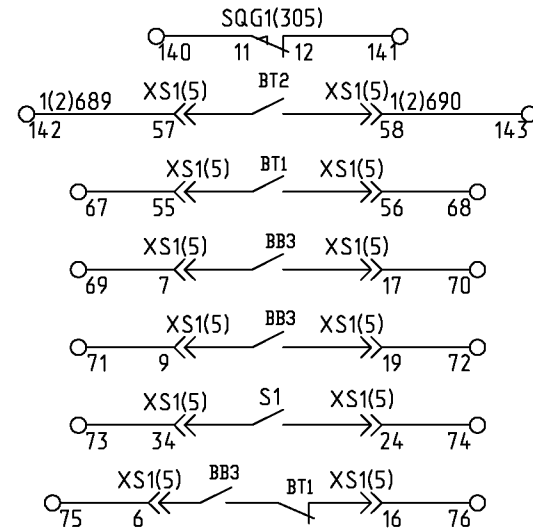 SQG1(305)
140 11 12 141
1(2)689 XS1(5) BT2 XS1(5) 1(2)690
142 57 58 143
XS1(5) BT1 XS1(5)
67 55 56 68
XS1(5) BB3 XS1(5)
69 7 17 70
XS1(5) BB3 XS1(5)
71 9 19 72
XS1(5) S1 XS1(5)
73 34 24 74
XS1(5) BB3 BT1 XS1(5)
75 6 16 76